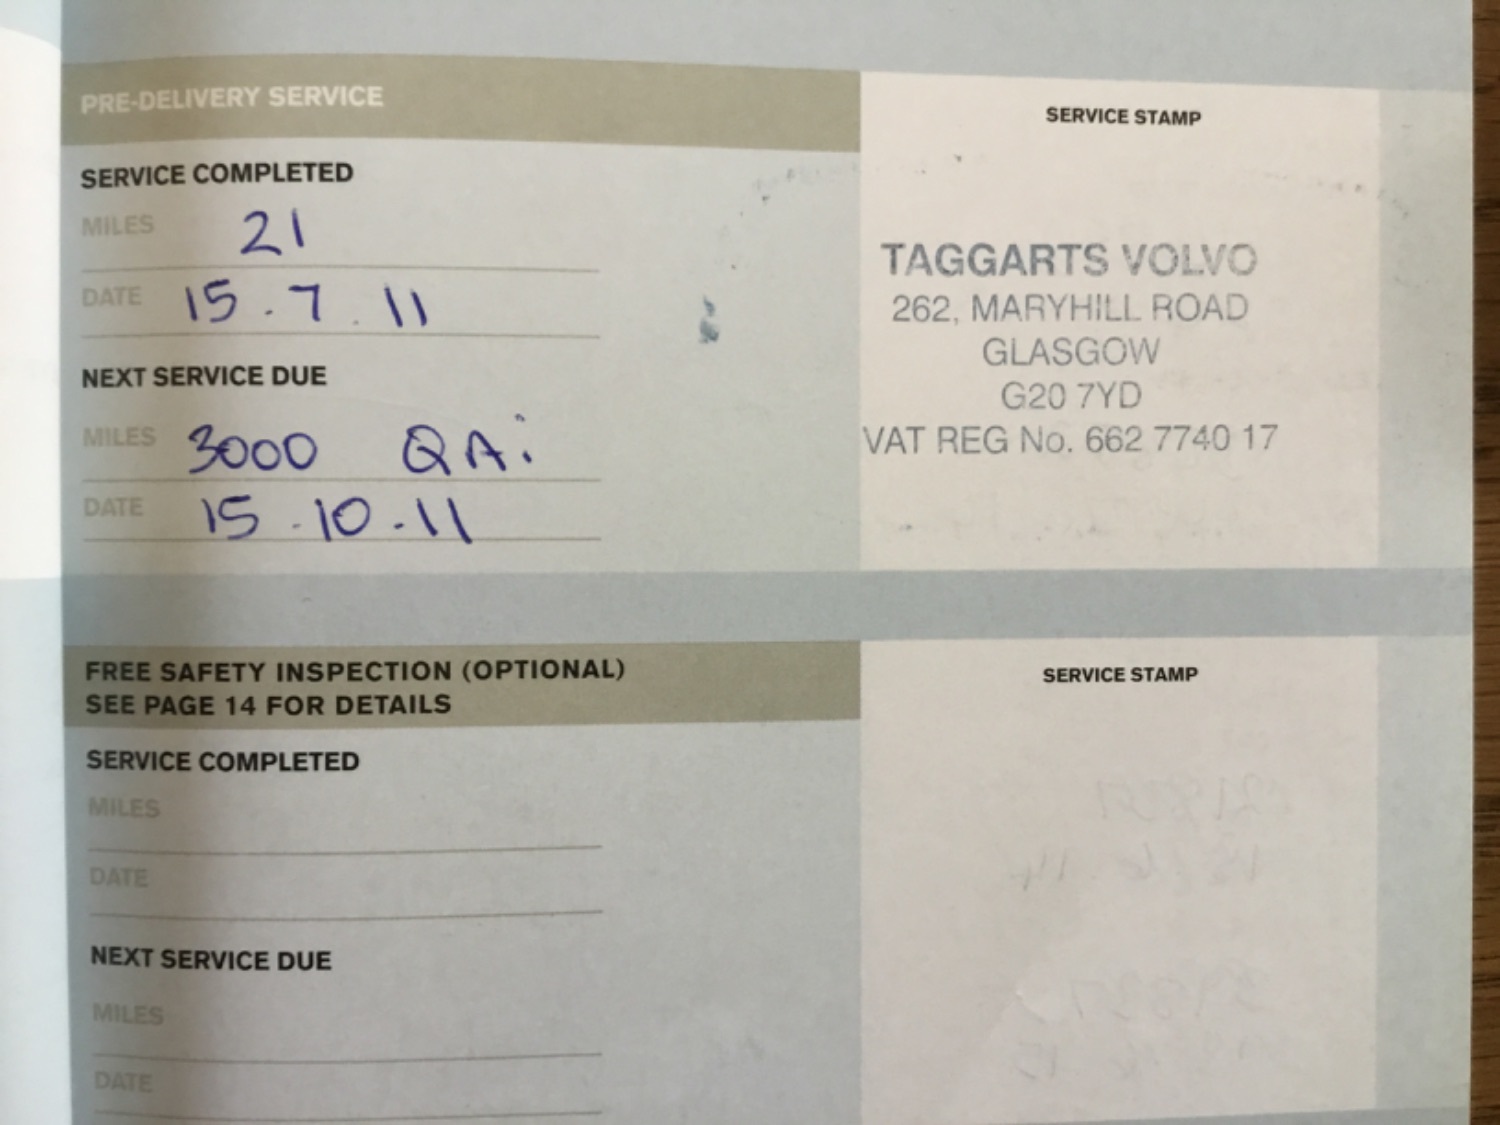 PRE-DELIVERY SERVICE
SERVICE STAMP
SERVICE COMPLETED
MILES 21
DATE 15.7.11
NEXT SERVICE DUE
MILES 3000 QAi
DATE 15.10.11
TAGGARTS VOLVO
262, MARYHILL ROAD
GLASGOW
G20 7YD
VAT REG No. 662 7740 17
FREE SAFETY INSPECTION (OPTIONAL)
SEE PAGE 14 FOR DETAILS
SERVICE STAMP
SERVICE COMPLETED
MILES
DATE
NEXT SERVICE DUE
MILES
DATE